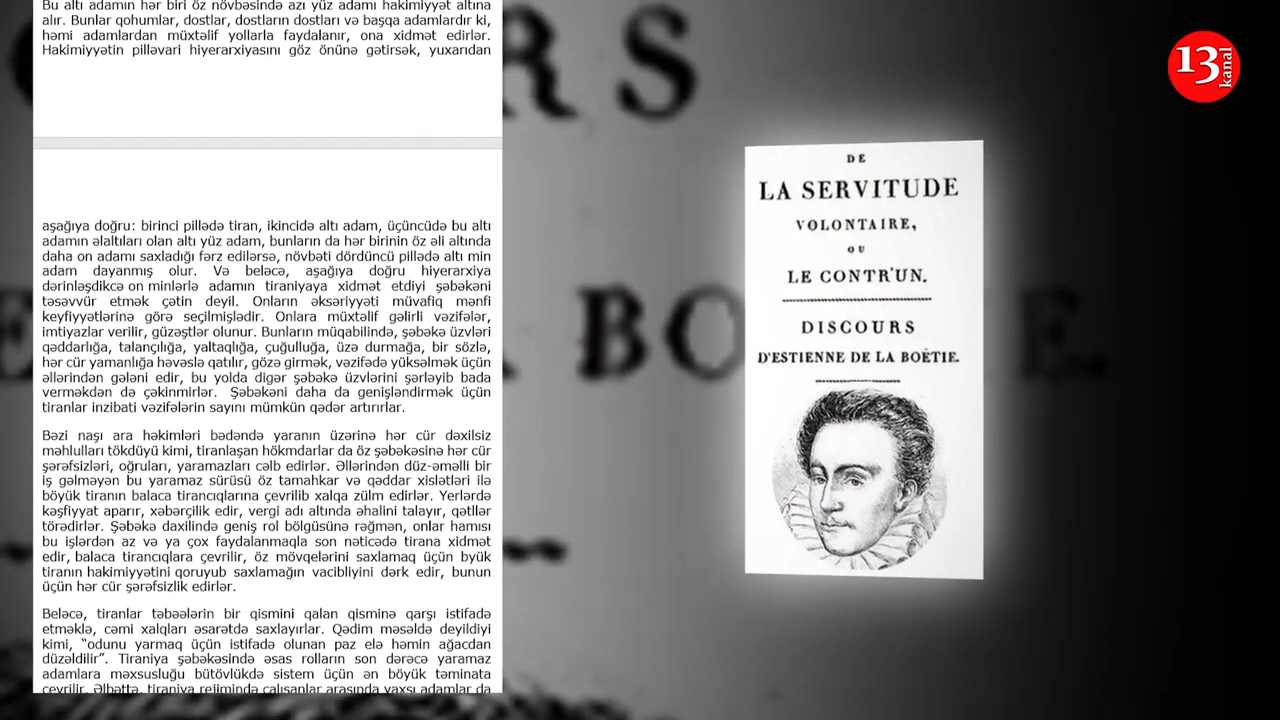 Bu altı adamın hər biri öz növbəsində azı yüz adamı hakimiyyət altına
alır. Bunlar qohumlar, dostlar, dostların dostları və başqa adamlardır ki,
həmi adamlardan müxtəlif yollarla faydalanır, ona xidmət edirlər.
Hakimiyyətin pilləvari hiyerarxiyasını göz önünə gətirsək, yuxarıdan
aşağıya doğru: birinci pillədə tiran, ikincidə altı adam, üçüncüdə bu altı
adamın əlaltıları olan altı yüz adam, bunların da hər birinin öz əli altında
daha on adamı saxladığı fərz edilərsə, növbəti dördüncü pillədə altı min
adam dayanmış olur. Və beləcə, aşağıya doğru hiyerarxiya
dərinləşdikcə on minlərlə adamın tiraniyaya xidmət etdiyi şəbəkəni
təsəvvür etmək çətin deyil. Onların əksəriyyəti müvafiq mənfi
keyfiyyətlərinə görə seçilmişlədir. Onlara müxtəlif gəlirli vəzifələr,
imtiyazlar verilir, güzəştlər olunur. Bunların müqabilində, şəbəkə üzvləri
qəddarlığa, talançılığa, yaltaqlığa, çuğulluğa, üzə durmağa, bir sözlə,
hər cür yamanlığa həvəslə qatılır, gözə girmək, vəzifədə yüksəlmək üçün
əllərindən gələni edir, bu yolda digər şəbəkə üzvlərini şərləyib bada
verməkdən də çəkinmirlər. Şəbəkəni daha da genişləndirmək üçün
tiranlar inzibati vəzifələrin sayını mümkün qədər artırırlar.
Bəzi naşı ara həkimləri bədəndə yaranın üzərinə hər cür dəxilsiz
məhlulları tökdüyü kimi, tiranlaşan hökmdarlar da öz şəbəkəsinə hər cür
şərəfsizləri, oğruları, yaramazları cəlb edirlər. Əllərindən düz-əməlli bir
iş gəlməyən bu yaramaz sürüsü öz tamahkar və qəddar xislətləri ilə
böyük tiranın balaca tirancıqlarına çevrilib xalqa zülm edirlər. Yerlərdə
kəşfiyyat aparır, xəbərçilik edir, vergi adı altında əhalini talayır, qətllər
törədirlər. Şəbəkə daxilində geniş rol bölgüsünə rəğmən, onlar hamısı
bu işlərdən az və ya çox faydalanmaqla son nəticədə tirana xidmət
edir, balaca tirancıqlara çevrilir, öz mövqelərini saxlamaq üçün byük
tiranın hakimiyyətini qoruyub saxlamağın vacibliyini dərk edir, bunun
üçün hər cür şərəfsizlik edirlər.
Beləcə, tiranlar təbəələrin bir qismini qalan qisminə qarşı istifadə
etməklə, cəmi xalqları əsarətdə saxlayırlar. Qədim məsəldə deyildiyi
kimi, “odunu yarmaq üçün istifadə olunan paz elə həmin ağacdan
düzəldilir”. Tiraniya şəbəkəsində əsas rolların son dərəcə yaramaz
adamlara məxsusluğu bütövlükdə sistem üçün ən böyük təminata
çevrilir. Əlbəttə, tiraniya rejimində çalışanlar arasında yaxşı adamlar da
DE
LA SERVITUDE
VOLONTAIRE,
OU
LE CONTR'UN.
DISCOURS
D'ESTIENNE DE LA BOËTIE.
13
kanal
RS
BO
E.